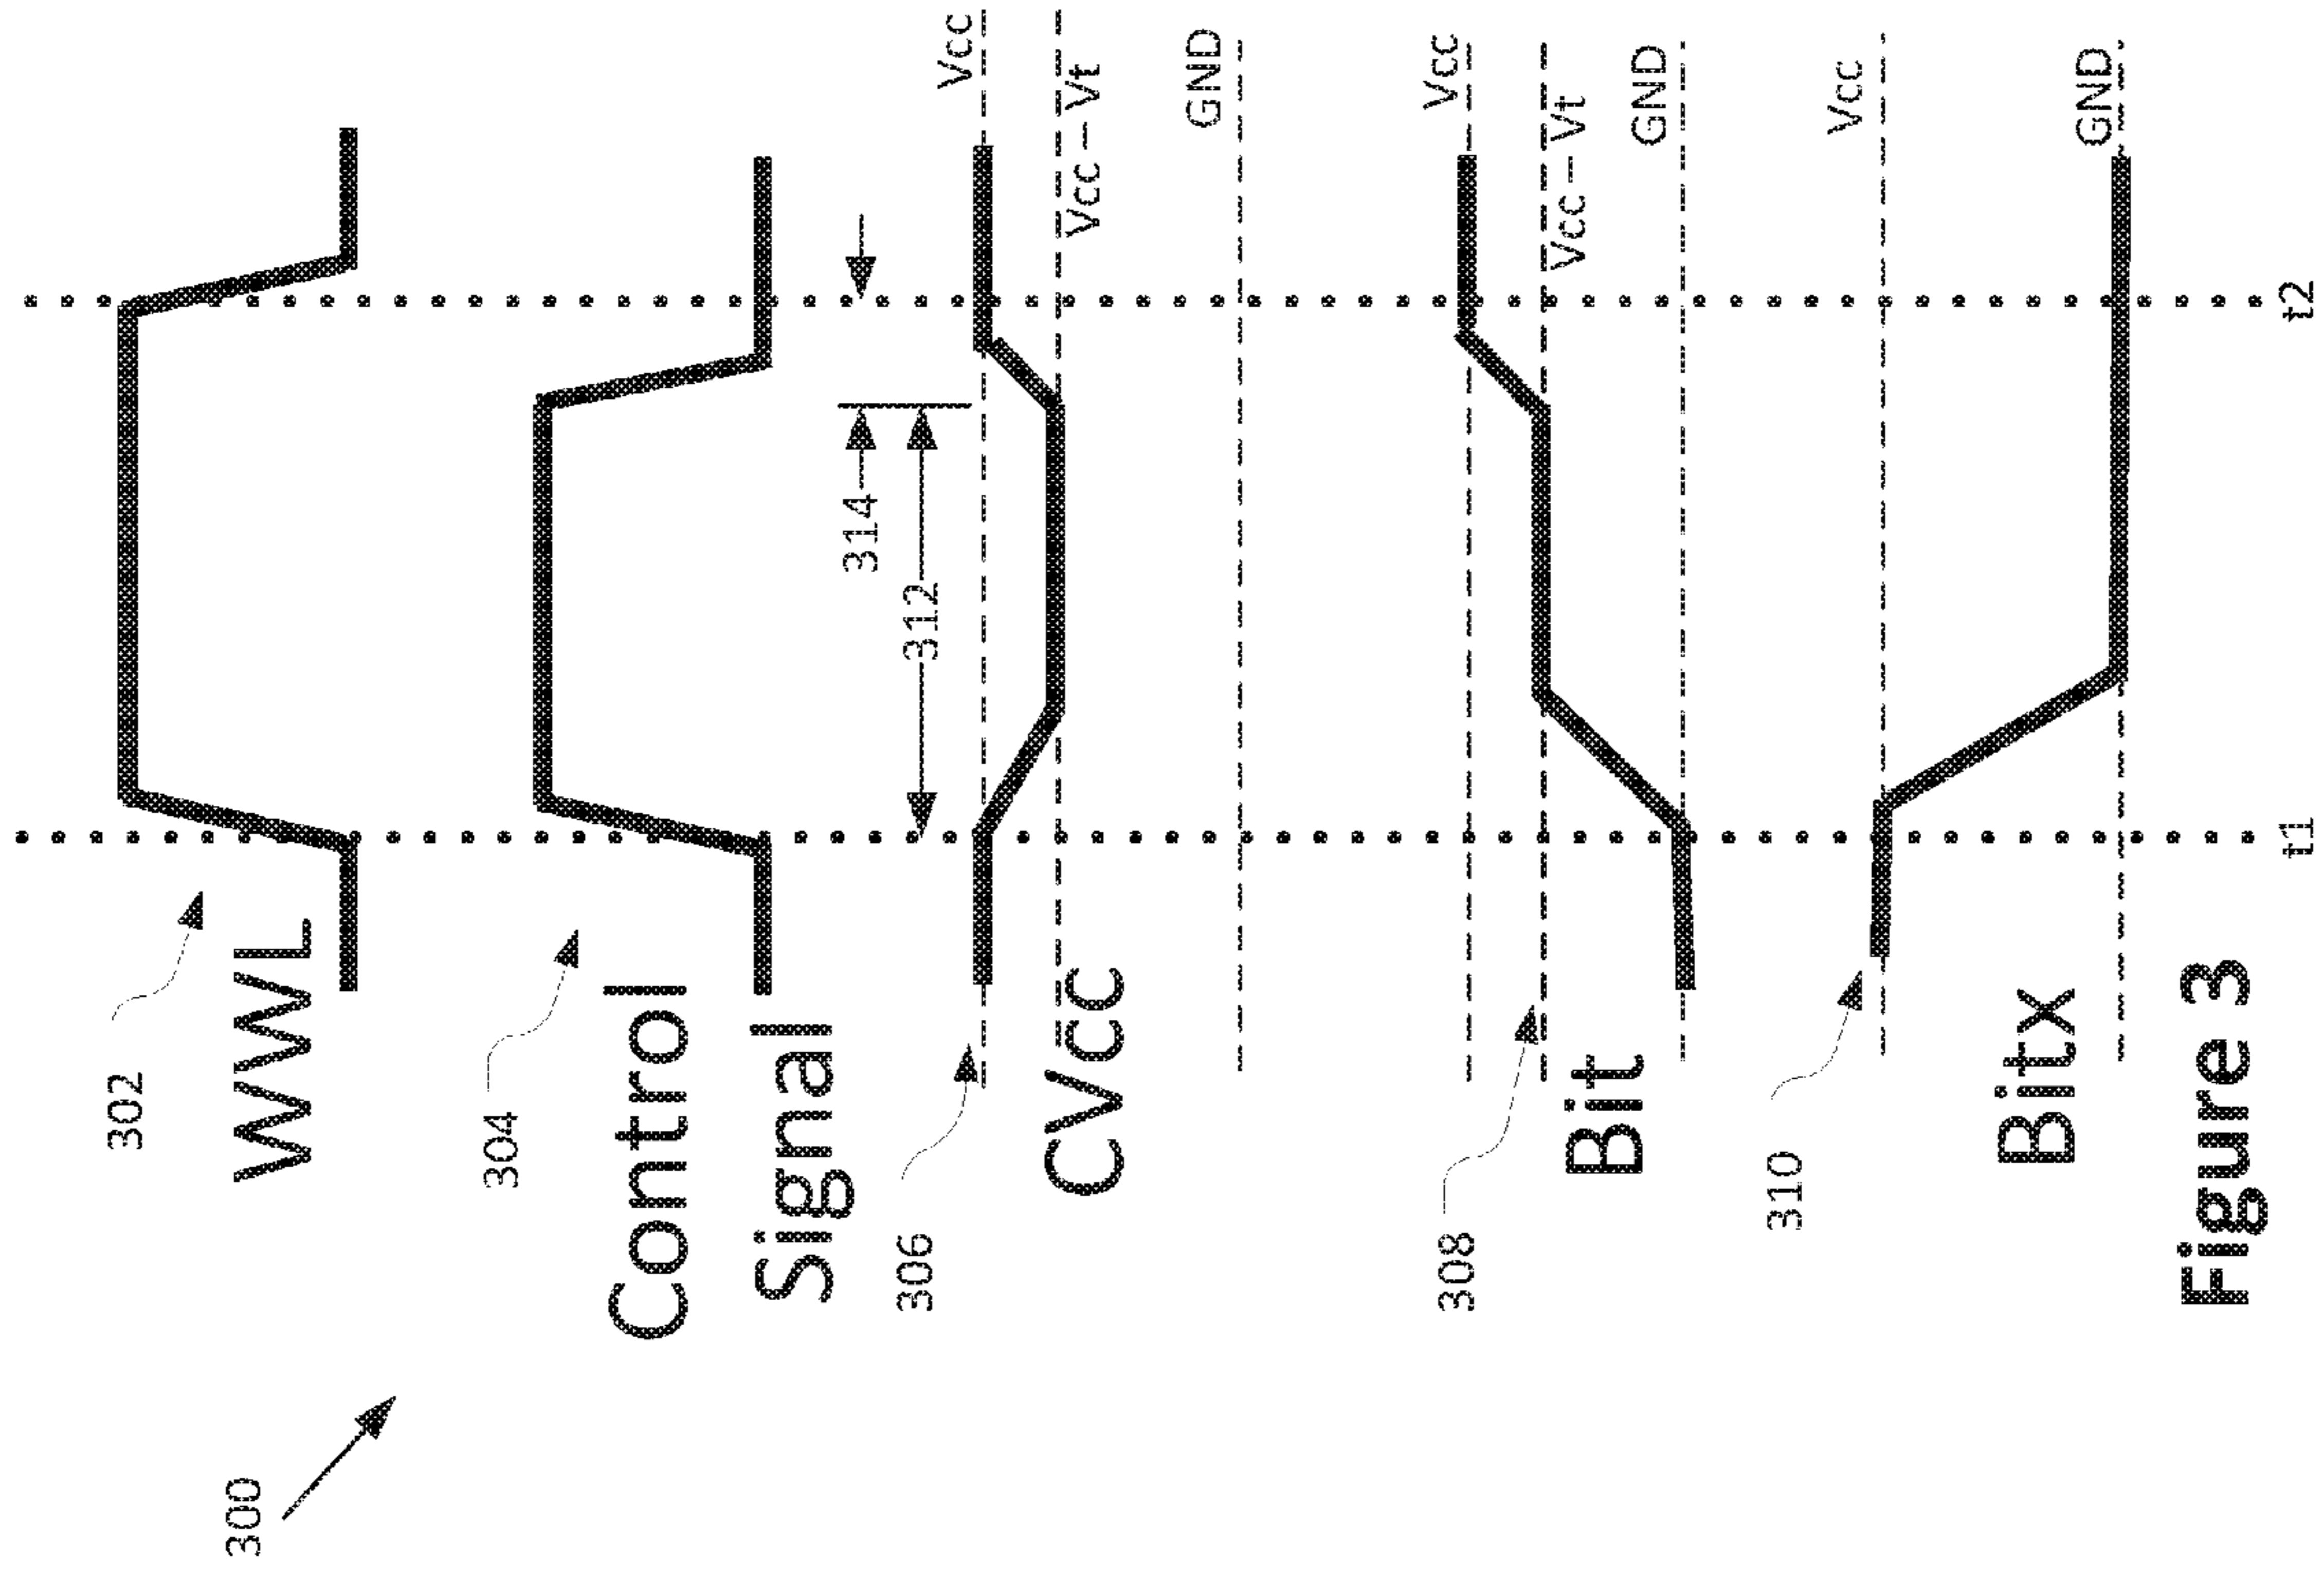 300
302
WWL
304
Control
Signal
314
312
306
CVcc
Vcc
Vcc – Vt
GND
308
Bit
Vcc
Vcc – Vt
GND
310
Bitx
Vcc
GND
t1
t2
Figure 3